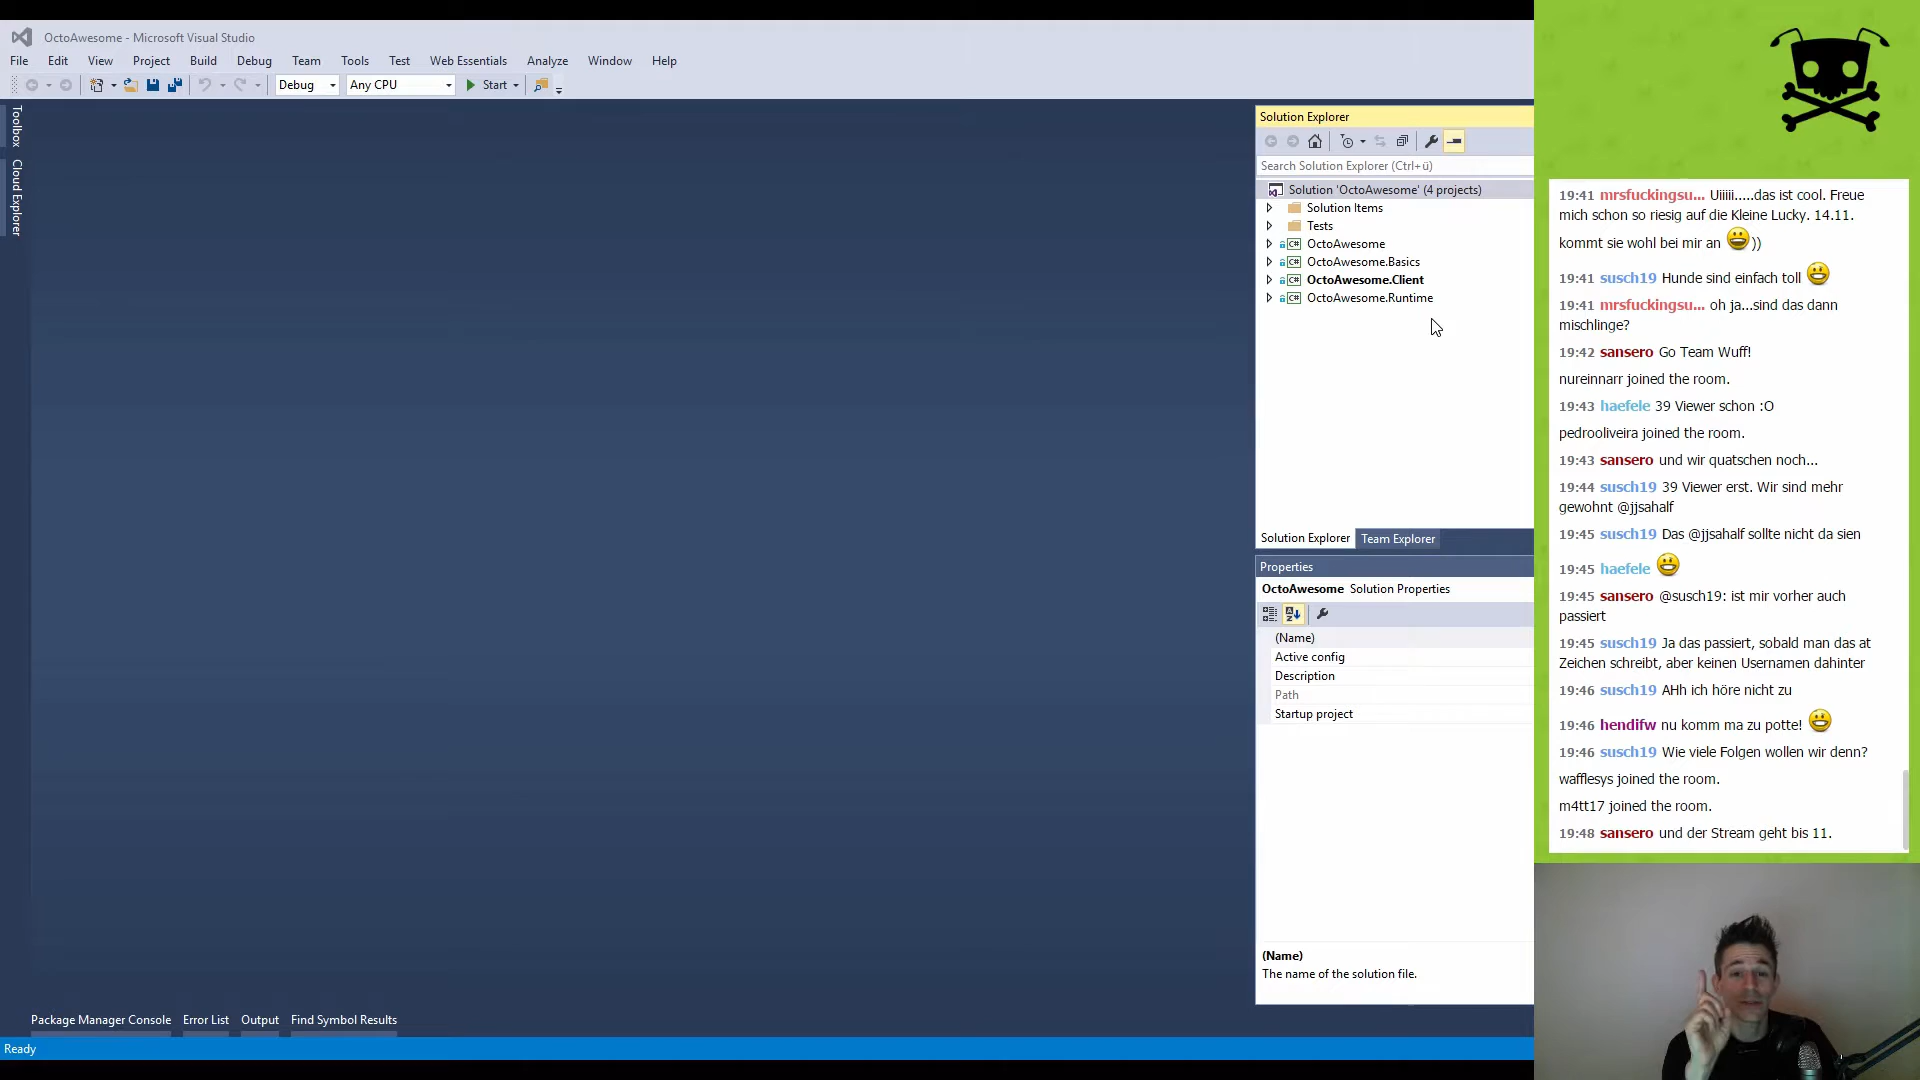 OctoAwesome - Microsoft Visual Studio
File Edit View Project Build Debug Team Tools Test Web Essentials Analyze Window Help
Debug Any CPU Start
Toolbox
Cloud Explorer
Solution Explorer
Search Solution Explorer (Ctrl+ü)
Solution 'OctoAwesome' (4 projects)
Solution Items
Tests
C# OctoAwesome
C# OctoAwesome.Basics
C# OctoAwesome.Client
C# OctoAwesome.Runtime
Solution Explorer Team Explorer
Properties
OctoAwesome Solution Properties
(Name)
Active config
Description
Path
Startup project
(Name)
The name of the solution file.
Package Manager Console Error List Output Find Symbol Results
Ready
19:41 mrsfuckingsu... Uiiiii.....das ist cool. Freue
mich schon so riesig auf die Kleine Lucky. 14.11.
kommt sie wohl bei mir an ))
19:41 susch19 Hunde sind einfach toll
19:41 mrsfuckingsu... oh ja...sind das dann
mischlinge?
19:42 sansero Go Team Wuff!
nureinnarr joined the room.
19:43 haefele 39 Viewer schon :O
pedrooliveira joined the room.
19:43 sansero und wir quatschen noch...
19:44 susch19 39 Viewer erst. Wir sind mehr
gewohnt @jjsahalf
19:45 susch19 Das @jjsahalf sollte nicht da sien
19:45 haefele
19:45 sansero @susch19: ist mir vorher auch
passiert
19:45 susch19 Ja das passiert, sobald man das at
Zeichen schreibt, aber keinen Usernamen dahinter
19:46 susch19 AHh ich höre nicht zu
19:46 hendifw nu komm ma zu potte!
19:46 susch19 Wie viele Folgen wollen wir denn?
wafflesys joined the room.
m4tt17 joined the room.
19:48 sansero und der Stream geht bis 11.